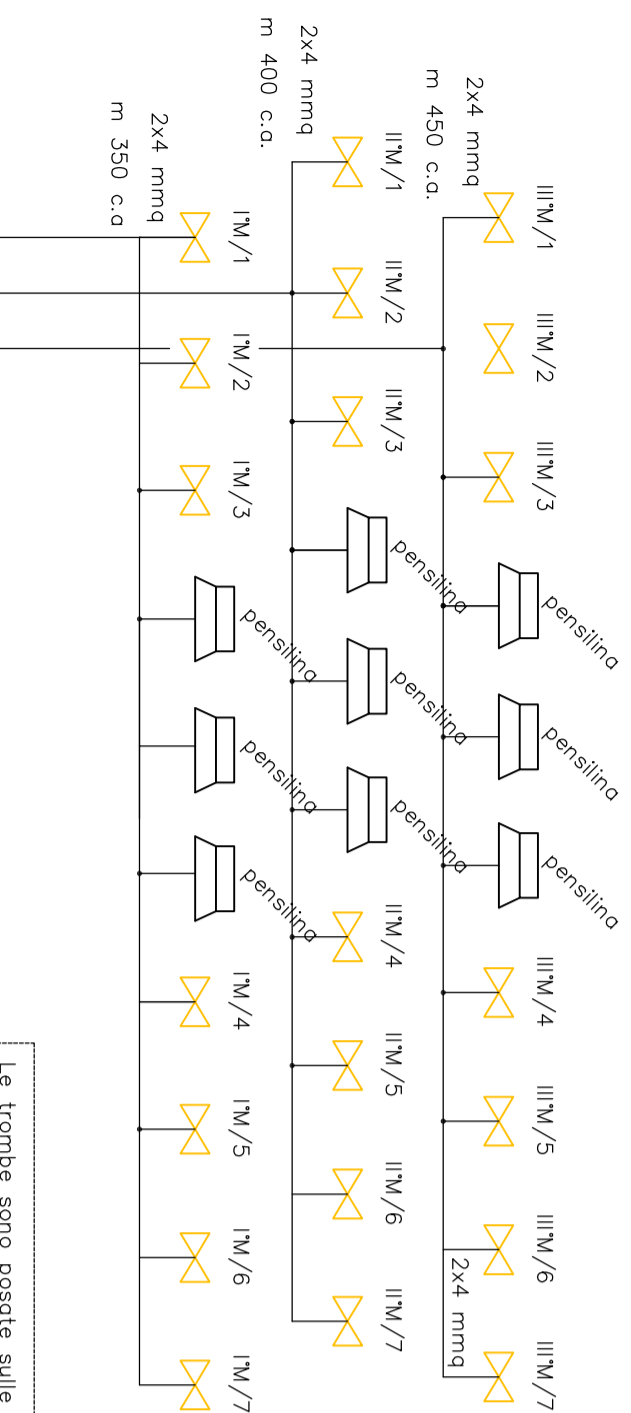 III°M/1
III°M/2
III°M/3
pensilina
pensilina
pensilina
III°M/4
III°M/5
III°M/6
III°M/7
2x4 mmq
m 450 c.a.
2x4 mmq
II°M/1
II°M/2
II°M/3
pensilina
pensilina
pensilina
II°M/4
II°M/5
II°M/6
II°M/7
2x4 mmq
m 400 c.a.
I°M/1
I°M/2
I°M/3
pensilina
pensilina
pensilina
I°M/4
I°M/5
I°M/6
I°M/7
2x4 mmq
m 350 c.a
Le trombe sono posate sulle